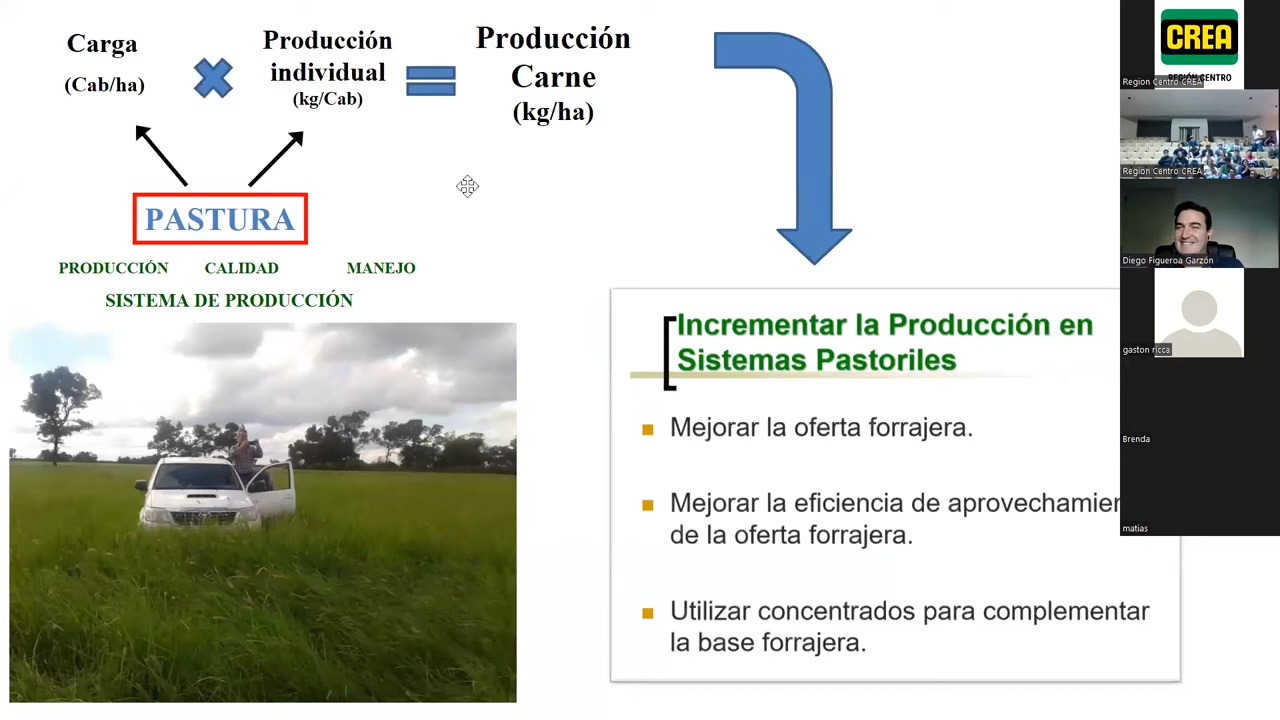 Carga
(Cab/ha)
Producción
individual
(kg/Cab)
Producción
Carne
(kg/ha)
PASTURA
PRODUCCIÓN CALIDAD MANEJO
SISTEMA DE PRODUCCIÓN
Incrementar la Producción en
Sistemas Pastoriles
Mejorar la oferta forrajera.
Mejorar la eficiencia de aprovechamien
de la oferta forrajera.
Utilizar concentrados para complementar
la base forrajera.
CREA
REGIÓN CENTRO
Region Centro CREA
Region Centro CREA
Diego Figueroa Garzón
gaston ricca
Brenda
matias